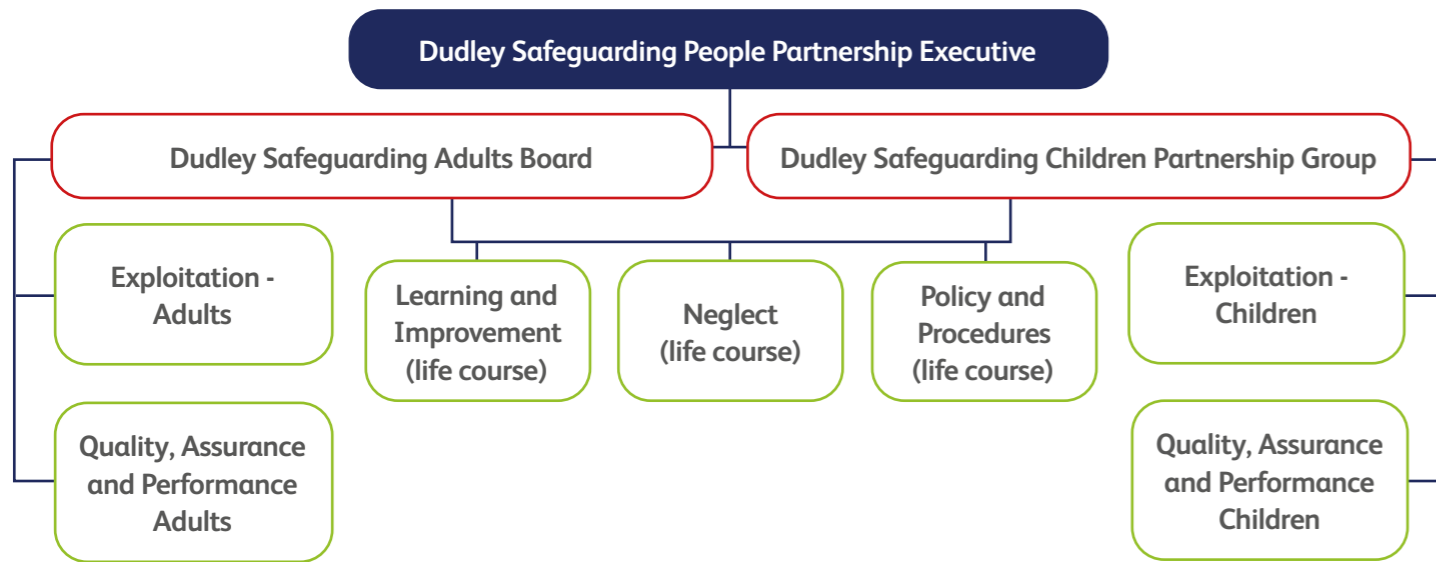 Dudley Safeguarding People Partnership Executive
Dudley Safeguarding Adults Board
Dudley Safeguarding Children Partnership Group
Exploitation -
Adults
Learning and
Improvement
(life course)
Neglect
(life course)
Policy and
Procedures
(life course)
Exploitation -
Children
Quality, Assurance
and Performance
Adults
Quality, Assurance
and Performance
Children